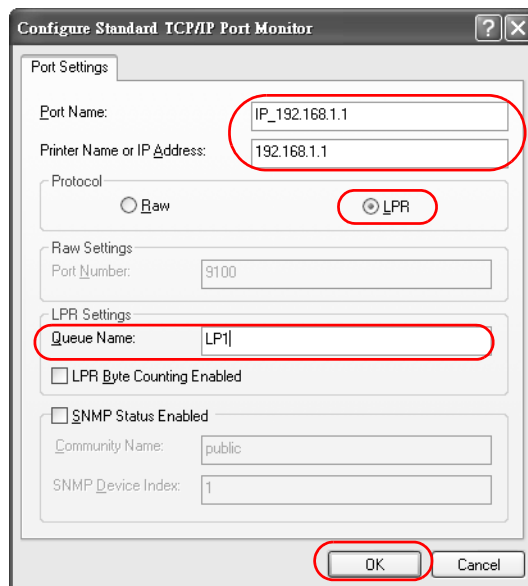 Configure Standard TCP/IP Port Monitor
Port Settings
Port Name: IP_192.168.1.1
Printer Name or IP Address: 192.168.1.1
Protocol
Raw LPR
Raw Settings
Port Number: 9100
LPR Settings
Queue Name: LP1
LPR Byte Counting Enabled
SNMP Status Enabled
Community Name: public
SNMP Device Index: 1
OK Cancel